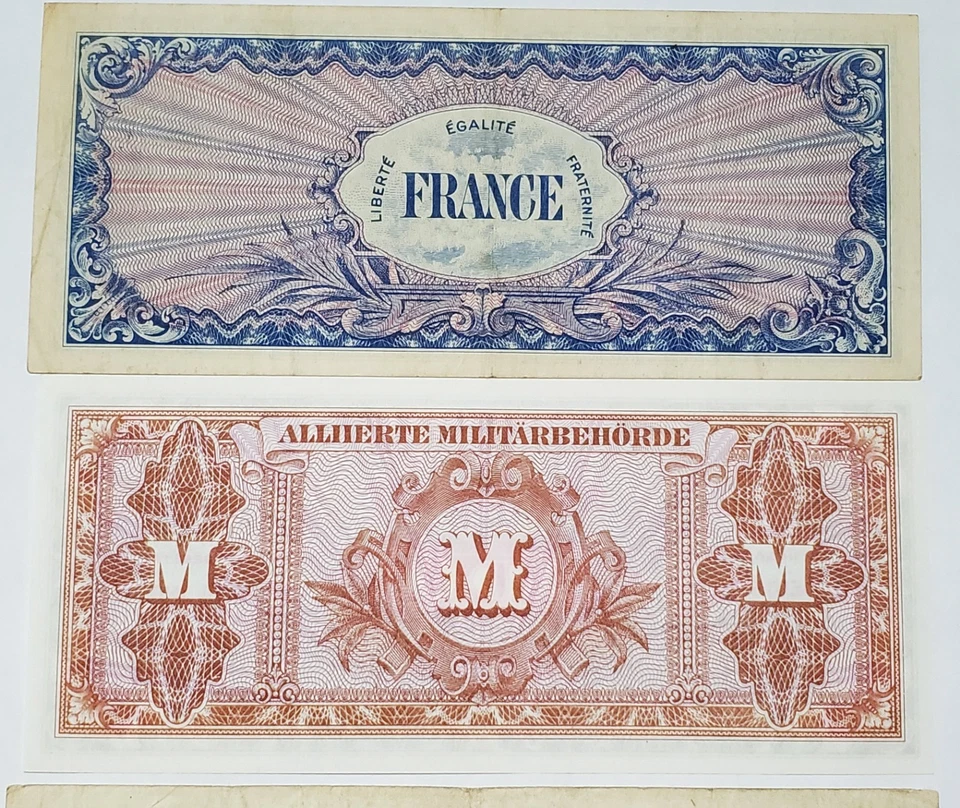 ÉGALITÉ
LIBERTÉ
FRANCE
FRATERNITÉ
ALLIIERTE MILITÄRBEHÖRDE
M M M